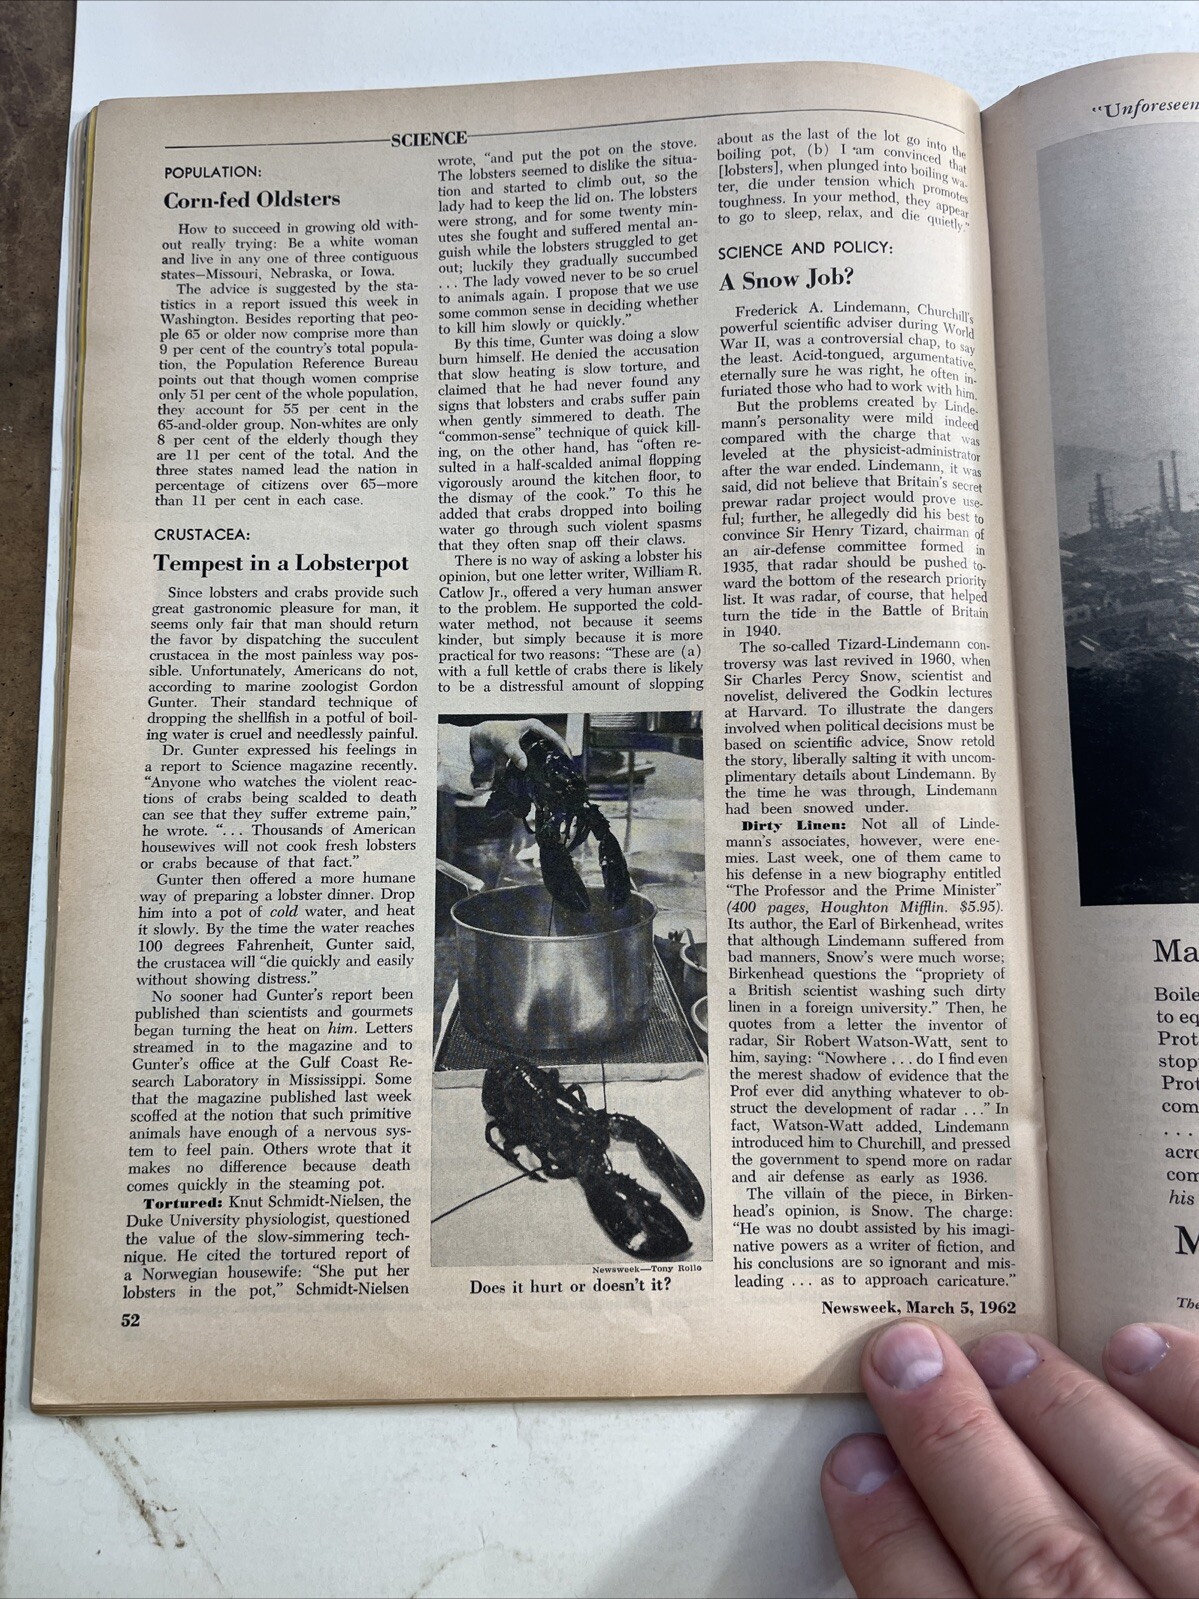 SCIENCE
POPULATION:
Corn-fed Oldsters
How to succeed in growing old with-
out really trying: Be a white woman
and live in any one of three contiguous
states—Missouri, Nebraska, or Iowa.
The advice is suggested by the sta-
tistics in a report issued this week in
Washington. Besides reporting that peo-
ple 65 or older now comprise more than
9 per cent of the country's total popula-
tion, the Population Reference Bureau
points out that though women comprise
only 51 per cent of the whole population,
they account for 55 per cent in the
65-and-older group. Non-whites are only
8 per cent of the elderly though they
are 11 per cent of the total. And the
three states named lead the nation in
percentage of citizens over 65—more
than 11 per cent in each case.
CRUSTACEA:
Tempest in a Lobsterpot
Since lobsters and crabs provide such
great gastronomic pleasure for man, it
seems only fair that man should return
the favor by dispatching the succulent
crustacea in the most painless way pos-
sible. Unfortunately, Americans do not,
according to marine zoologist Gordon
Gunter. Their standard technique of
dropping the shellfish in a potful of boil-
ing water is cruel and needlessly painful.
Dr. Gunter expressed his feelings in
a report to Science magazine recently.
"Anyone who watches the violent reac-
tions of crabs being scalded to death
can see that they suffer extreme pain,"
he wrote. ". . . Thousands of American
housewives will not cook fresh lobsters
or crabs because of that fact."
Gunter then offered a more humane
way of preparing a lobster dinner. Drop
him into a pot of cold water, and heat
it slowly. By the time the water reaches
100 degrees Fahrenheit, Gunter said,
the crustacea will "die quickly and easily
without showing distress."
No sooner had Gunter's report been
published than scientists and gourmets
began turning the heat on him. Letters
streamed in to the magazine and to
Gunter's office at the Gulf Coast Re-
search Laboratory in Mississippi. Some
that the magazine published last week
scoffed at the notion that such primitive
animals have enough of a nervous sys-
tem to feel pain. Others wrote that it
makes no difference because death
comes quickly in the steaming pot.
Tortured: Knut Schmidt-Nielsen, the
Duke University physiologist, questioned
the value of the slow-simmering tech-
nique. He cited the tortured report of
a Norwegian housewife: "She put her
lobsters in the pot," Schmidt-Nielsen
wrote, "and put the pot on the stove.
The lobsters seemed to dislike the situa-
tion and started to climb out, so the
lady had to keep the lid on. The lobsters
were strong, and for some twenty min-
utes she fought and suffered mental an-
guish while the lobsters struggled to get
out; luckily they gradually succumbed
. . . The lady vowed never to be so cruel
to animals again. I propose that we use
some common sense in deciding whether
to kill him slowly or quickly."
By this time, Gunter was doing a slow
burn himself. He denied the accusation
that slow heating is slow torture, and
claimed that he had never found any
signs that lobsters and crabs suffer pain
when gently simmered to death. The
"common-sense" technique of quick kill-
ing, on the other hand, has "often re-
sulted in a half-scalded animal flopping
vigorously around the kitchen floor, to
the dismay of the cook." To this he
added that crabs dropped into boiling
water go through such violent spasms
that they often snap off their claws.
There is no way of asking a lobster his
opinion, but one letter writer, William R.
Catlow Jr., offered a very human answer
to the problem. He supported the cold-
water method, not because it seems
kinder, but simply because it is more
practical for two reasons: "These are (a)
with a full kettle of crabs there is likely
to be a distressful amount of slopping
Newsweek—Tony Rollo
Does it hurt or doesn't it?
about as the last of the lot go into the
boiling pot, (b) I am convinced that
[lobsters], when plunged into boiling wa-
ter, die under tension which promotes
toughness. In your method, they appear
to go to sleep, relax, and die quietly."
SCIENCE AND POLICY:
A Snow Job?
Frederick A. Lindemann, Churchill's
powerful scientific adviser during World
War II, was a controversial chap, to say
the least. Acid-tongued, argumentative,
eternally sure he was right, he often in-
furiated those who had to work with him.
But the problems created by Linde-
mann's personality were mild indeed
compared with the charge that was
leveled at the physicist-administrator
after the war ended. Lindemann, it was
said, did not believe that Britain's secret
prewar radar project would prove use-
ful; further, he allegedly did his best to
convince Sir Henry Tizard, chairman of
an air-defense committee formed in
1935, that radar should be pushed to-
ward the bottom of the research priority
list. It was radar, of course, that helped
turn the tide in the Battle of Britain
in 1940.
The so-called Tizard-Lindemann con-
troversy was last revived in 1960, when
Sir Charles Percy Snow, scientist and
novelist, delivered the Godkin lectures
at Harvard. To illustrate the dangers
involved when political decisions must be
based on scientific advice, Snow retold
the story, liberally salting it with uncom-
plimentary details about Lindemann. By
the time he was through, Lindemann
had been snowed under.
Dirty Linen: Not all of Linde-
mann's associates, however, were ene-
mies. Last week, one of them came to
his defense in a new biography entitled
"The Professor and the Prime Minister"
(400 pages, Houghton Mifflin. $5.95).
Its author, the Earl of Birkenhead, writes
that although Lindemann suffered from
bad manners, Snow's were much worse;
Birkenhead questions the "propriety of
a British scientist washing such dirty
linen in a foreign university." Then, he
quotes from a letter the inventor of
radar, Sir Robert Watson-Watt, sent to
him, saying: "Nowhere . . . do I find even
the merest shadow of evidence that the
Prof ever did anything whatever to ob-
struct the development of radar . . ." In
fact, Watson-Watt added, Lindemann
introduced him to Churchill, and pressed
the government to spend more on radar
and air defense as early as 1936.
The villain of the piece, in Birken-
head's opinion, is Snow. The charge:
"He was no doubt assisted by his imagi-
native powers as a writer of fiction, and
his conclusions are so ignorant and mis-
leading . . . as to approach caricature."
52
Newsweek, March 5, 1962
"Unforeseen
Ma
Boile
to eq
Prot
stop
Prot
com
. . .
acro
com
his
M
The